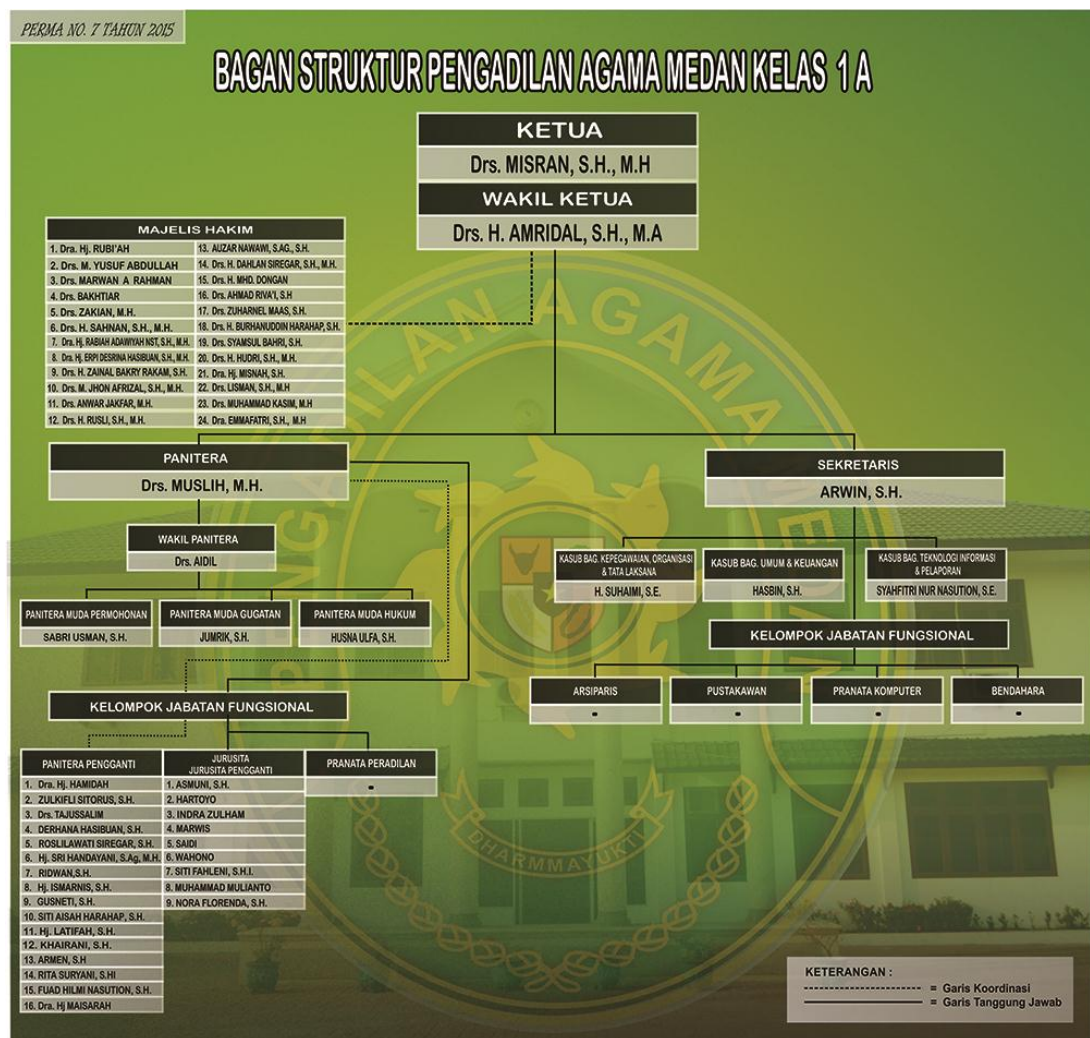 PERMA NO. 7 TAHUN 2015
BAGAN STRUKTUR PENGADILAN AGAMA MEDAN KELAS 1 A
KETUA
Drs. MISRAN, S.H., M.H
WAKIL KETUA
Drs. H. AMRIDAL, S.H., M.A
MAJELIS HAKIM
1. Dra. Hj. RUBI'AH
2. Drs. M. YUSUF ABDULLAH
3. Drs. MARWAN A RAHMAN
4. Drs. BAKHTIAR
5. Drs. ZAKIAN, M.H.
6. Drs. H. SAHNAN, S.H., M.H.
7. Dra. Hj. RABIAH ADAWIYAH NST, S.H., M.H.
8. Dra. Hj. ERPI DESRINA HASIBUAN, S.H., M.H.
9. Drs. H. ZAINAL BAKRY RAKAM, S.H.
10. Drs. M. JHON AFRIZAL, S.H., M.H.
11. Drs. ANWAR JAKFAR, M.H.
12. Drs. H. RUSLI, S.H., M.H.
13. AUZAR NAWAWI, S.AG., S.H.
14. Drs. H. DAHLAN SIREGAR, S.H., M.H.
15. Drs. H. MHD. DONGAN
16. Drs. AHMAD RIVA'I, S.H
17. Drs. ZUHARNEL MAAS, S.H.
18. Drs. H. BURHANUDDIN HARAHAP, S.H.
19. Drs. SYAMSUL BAHRI, S.H.
20. Drs. H. HUDRI, S.H., M.H.
21. Dra. Hj. MISNAH, S.H.
22. Drs. LISMAN, S.H., M.H
23. Drs. MUHAMMAD KASIM, M.H
24. Dra. EMMAFATRI, S.H., M.H
PANITERA
Drs. MUSLIH, M.H.
WAKIL PANITERA
Drs. AIDIL
PANITERA MUDA PERMOHONAN
SABRI USMAN, S.H.
PANITERA MUDA GUGATAN
JUMRIK, S.H.
PANITERA MUDA HUKUM
HUSNA ULFA, S.H.
SEKRETARIS
ARWIN, S.H.
KASUB BAG. KEPEGAWAIAN, ORGANISASI
& TATA LAKSANA
H. SUHAIMI, S.E.
KASUB BAG. UMUM & KEUANGAN
HASBIN, S.H.
KASUB BAG. TEKNOLOGI INFORMASI
& PELAPORAN
SYAHFITRI NUR NASUTION, S.E.
KELOMPOK JABATAN FUNGSIONAL
ARSIPARIS
-
PUSTAKAWAN
-
PRANATA KOMPUTER
-
BENDAHARA
-
KELOMPOK JABATAN FUNGSIONAL
PANITERA PENGGANTI
1. Dra. Hj. HAMIDAH
2. ZULKIFLI SITORUS, S.H.
3. Drs. TAJUSSALIM
4. DERHANA HASIBUAN, S.H.
5. ROSLILAWATI SIREGAR, S.H.
6. Hj. SRI HANDAYANI, S.Ag, M.H.
7. RIDWAN,S.H.
8. Hj. ISMARNIS, S.H.
9. GUSNETI, S.H.
10. SITI AISAH HARAHAP, S.H.
11. Hj. LATIFAH, S.H.
12. KHAIRANI, S.H.
13. ARMEN, S.H
14. RITA SURYANI, S.HI
15. FUAD HILMI NASUTION, S.H.
16. Dra. Hj MAISARAH
JURUSITA
JURUSITA PENGGANTI
1. ASMUNI, S.H.
2. HARTOYO
3. INDRA ZULHAM
4. MARWIS
5. SAIDI
6. WAHONO
7. SITI FAHLENI, S.H.I.
8. MUHAMMAD MULIANTO
9. NORA FLORENDA, S.H.
PRANATA PERADILAN
-
PENGADILAN AGAMA MEDAN
DHARMMAYUKTI
KETERANGAN :
= Garis Koordinasi
= Garis Tanggung Jawab